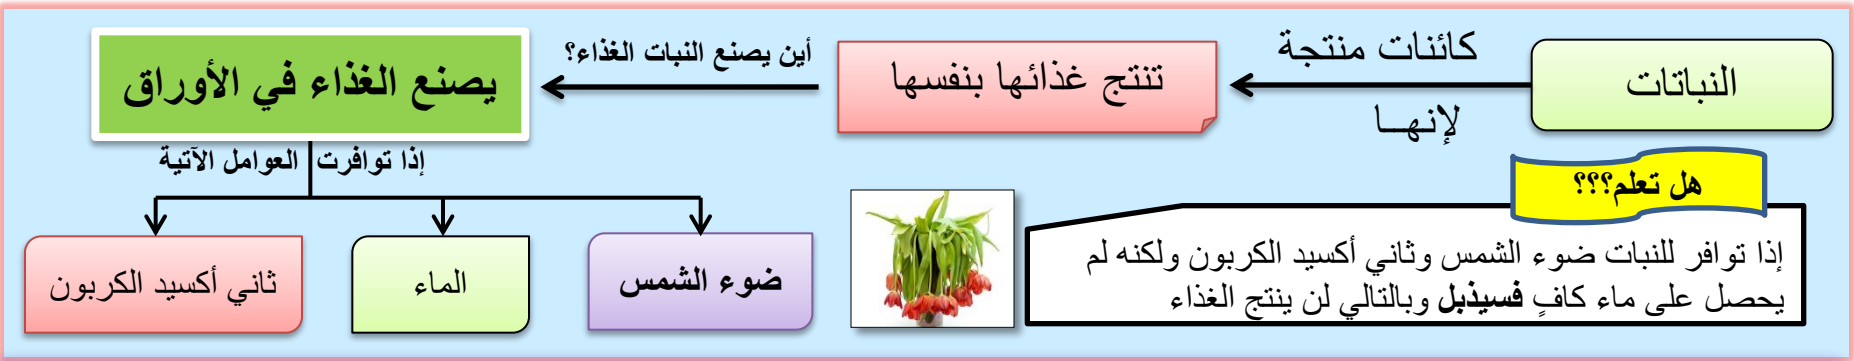 النباتات
كائنات منتجة
لإنهــا
تنتج غذائها بنفسها
أين يصنع النبات الغذاء؟
يصنع الغذاء في الأوراق
إذا توافرت العوامل الآتية
ضوء الشمس
الماء
ثاني أكسيد الكربون
هل تعلم؟؟؟
إذا توافر للنبات ضوء الشمس وثاني أكسيد الكربون ولكنه لم
يحصل على ماء كافٍ فسيذبل وبالتالي لن ينتج الغذاء